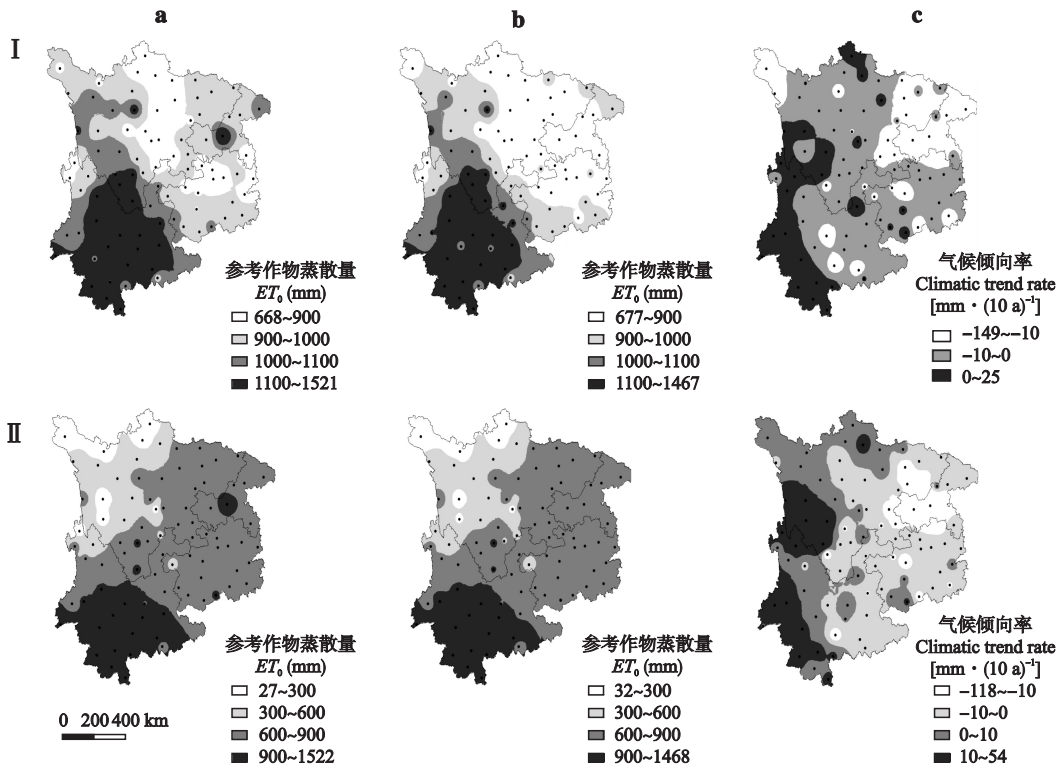 a
b
c
Ⅰ
参考作物蒸散量
ET₀ (mm)
668~900
900~1000
1000~1100
1100~1521
参考作物蒸散量
ET₀ (mm)
677~900
900~1000
1000~1100
1100~1467
气候倾向率
Climatic trend rate
[mm·(10 a)⁻¹]
−149~−10
−10~0
0~25
Ⅱ
0 200 400 km
参考作物蒸散量
ET₀ (mm)
27~300
300~600
600~900
900~1522
参考作物蒸散量
ET₀ (mm)
32~300
300~600
600~900
900~1468
气候倾向率
Climatic trend rate
[mm·(10 a)⁻¹]
−118~−10
−10~0
0~10
10~54